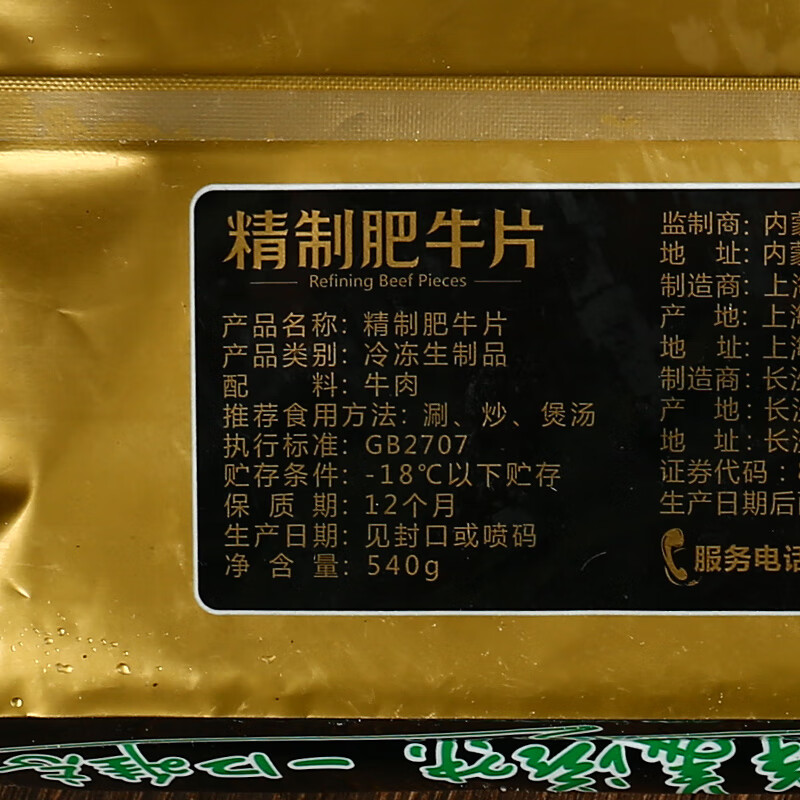 精制肥牛片
Refining Beef Pieces
产品名称：精制肥牛片
产品类别：冷冻生制品
配 料：牛肉
推荐食用方法：涮、炒、煲汤
执行标准：GB2707
贮存条件：-18℃以下贮存
保 质 期：12个月
生产日期：见封口或喷码
净 含 量：540g
监制商：内蒙
地 址：内蒙
制造商：上海
产 地：上海
地 址：上海
制造商：长沙
产 地：长沙
地 址：长沙
证券代码：
生产日期后
服务电话